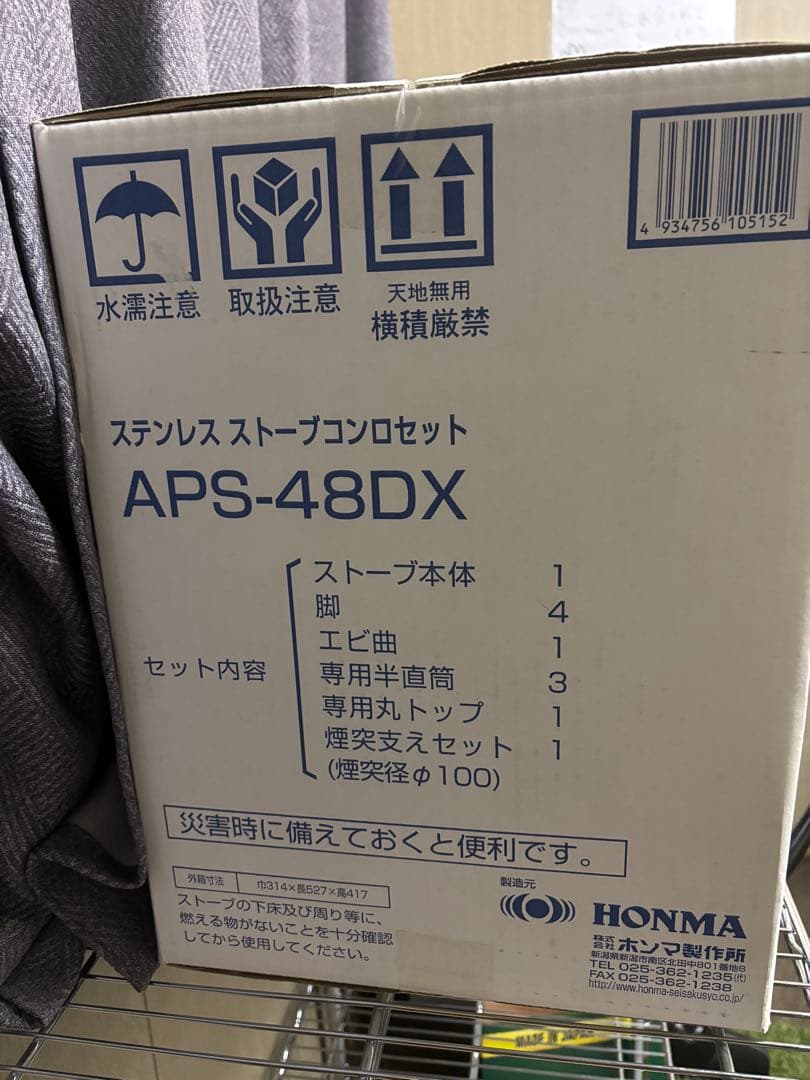 4 934756 105152
水濡注意
取扱注意
天地無用
横積厳禁
ステンレス ストーブコンロセット
APS-48DX
セット内容
ストーブ本体 1
脚 4
エビ曲 1
専用半直筒 3
専用丸トップ 1
煙突支えセット 1
(煙突径φ100)
災害時に備えておくと便利です。
外箱寸法 巾314×長527×高417
ストーブの下床及び周り等に、
燃える物がないことを十分確認
してから使用してください。
製造元
HONMA
株式会社 ホンマ製作所
新潟県新潟市南区北田中801番地8
TEL 025-362-1235(代)
FAX 025-362-1238
http://www.honma-seisakusyo.co.jp/
MADE IN JAPAN